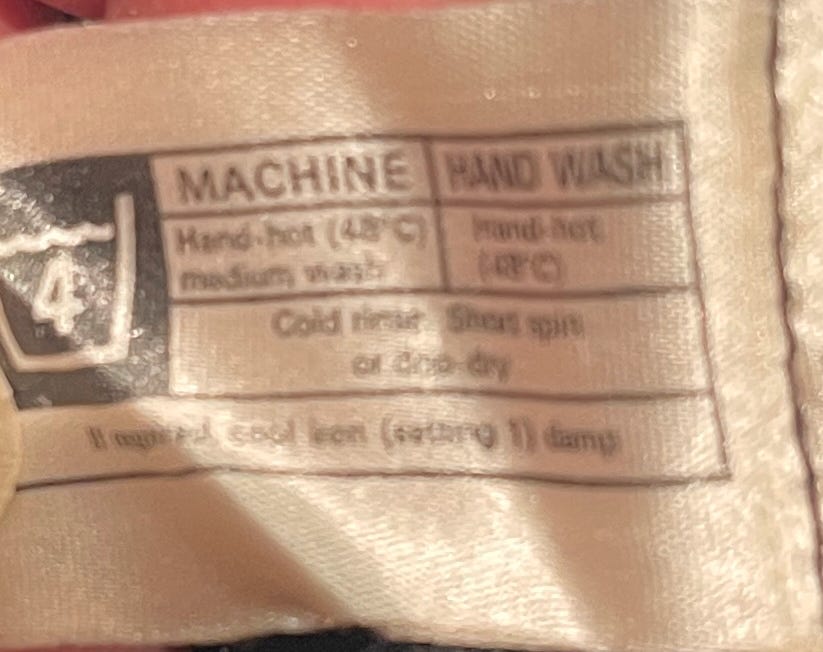 MACHINE HAND WASH
Hand-hot (48°C) Hand-hot
medium wash (48°C)
4
Cold rinse. Short spin
or drip-dry
If required, cool iron (setting 1) damp